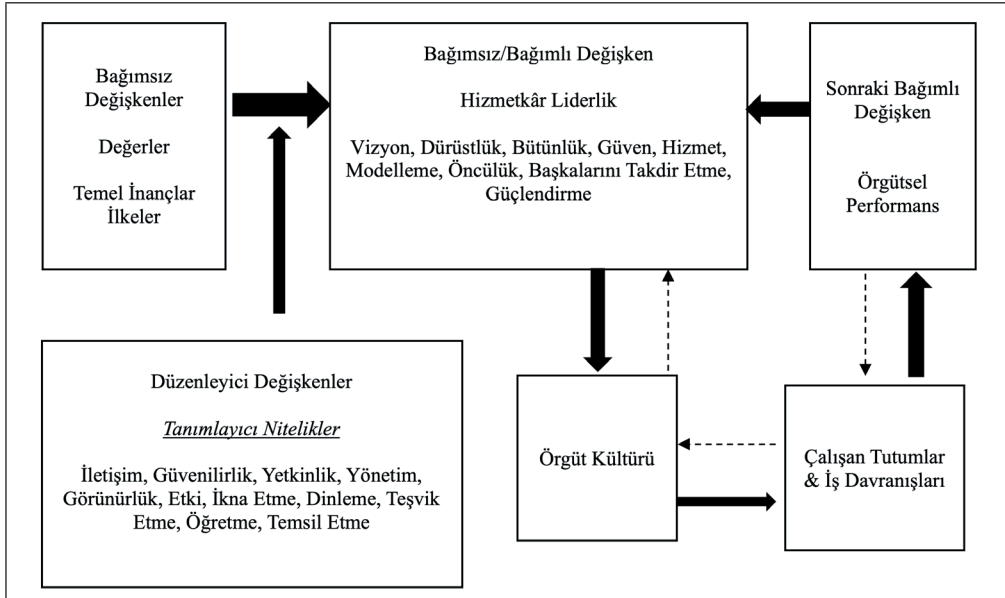 Bağımsız
Değişkenler
Değerler
Temel İnançlar
İlkeler
Bağımsız/Bağımlı Değişken
Hizmetkâr Liderlik
Vizyon, Dürüstlük, Bütünlük, Güven, Hizmet,
Modelleme, Öncülük, Başkalarını Takdir Etme,
Güçlendirme
Sonraki Bağımlı
Değişken
Örgütsel
Performans
Düzenleyici Değişkenler
Tanımlayıcı Nitelikler
İletişim, Güvenilirlik, Yetkinlik, Yönetim,
Görünürlük, Etki, İkna Etme, Dinleme, Teşvik
Etme, Öğretme, Temsil Etme
Örgüt Kültürü
Çalışan Tutumlar
& İş Davranışları